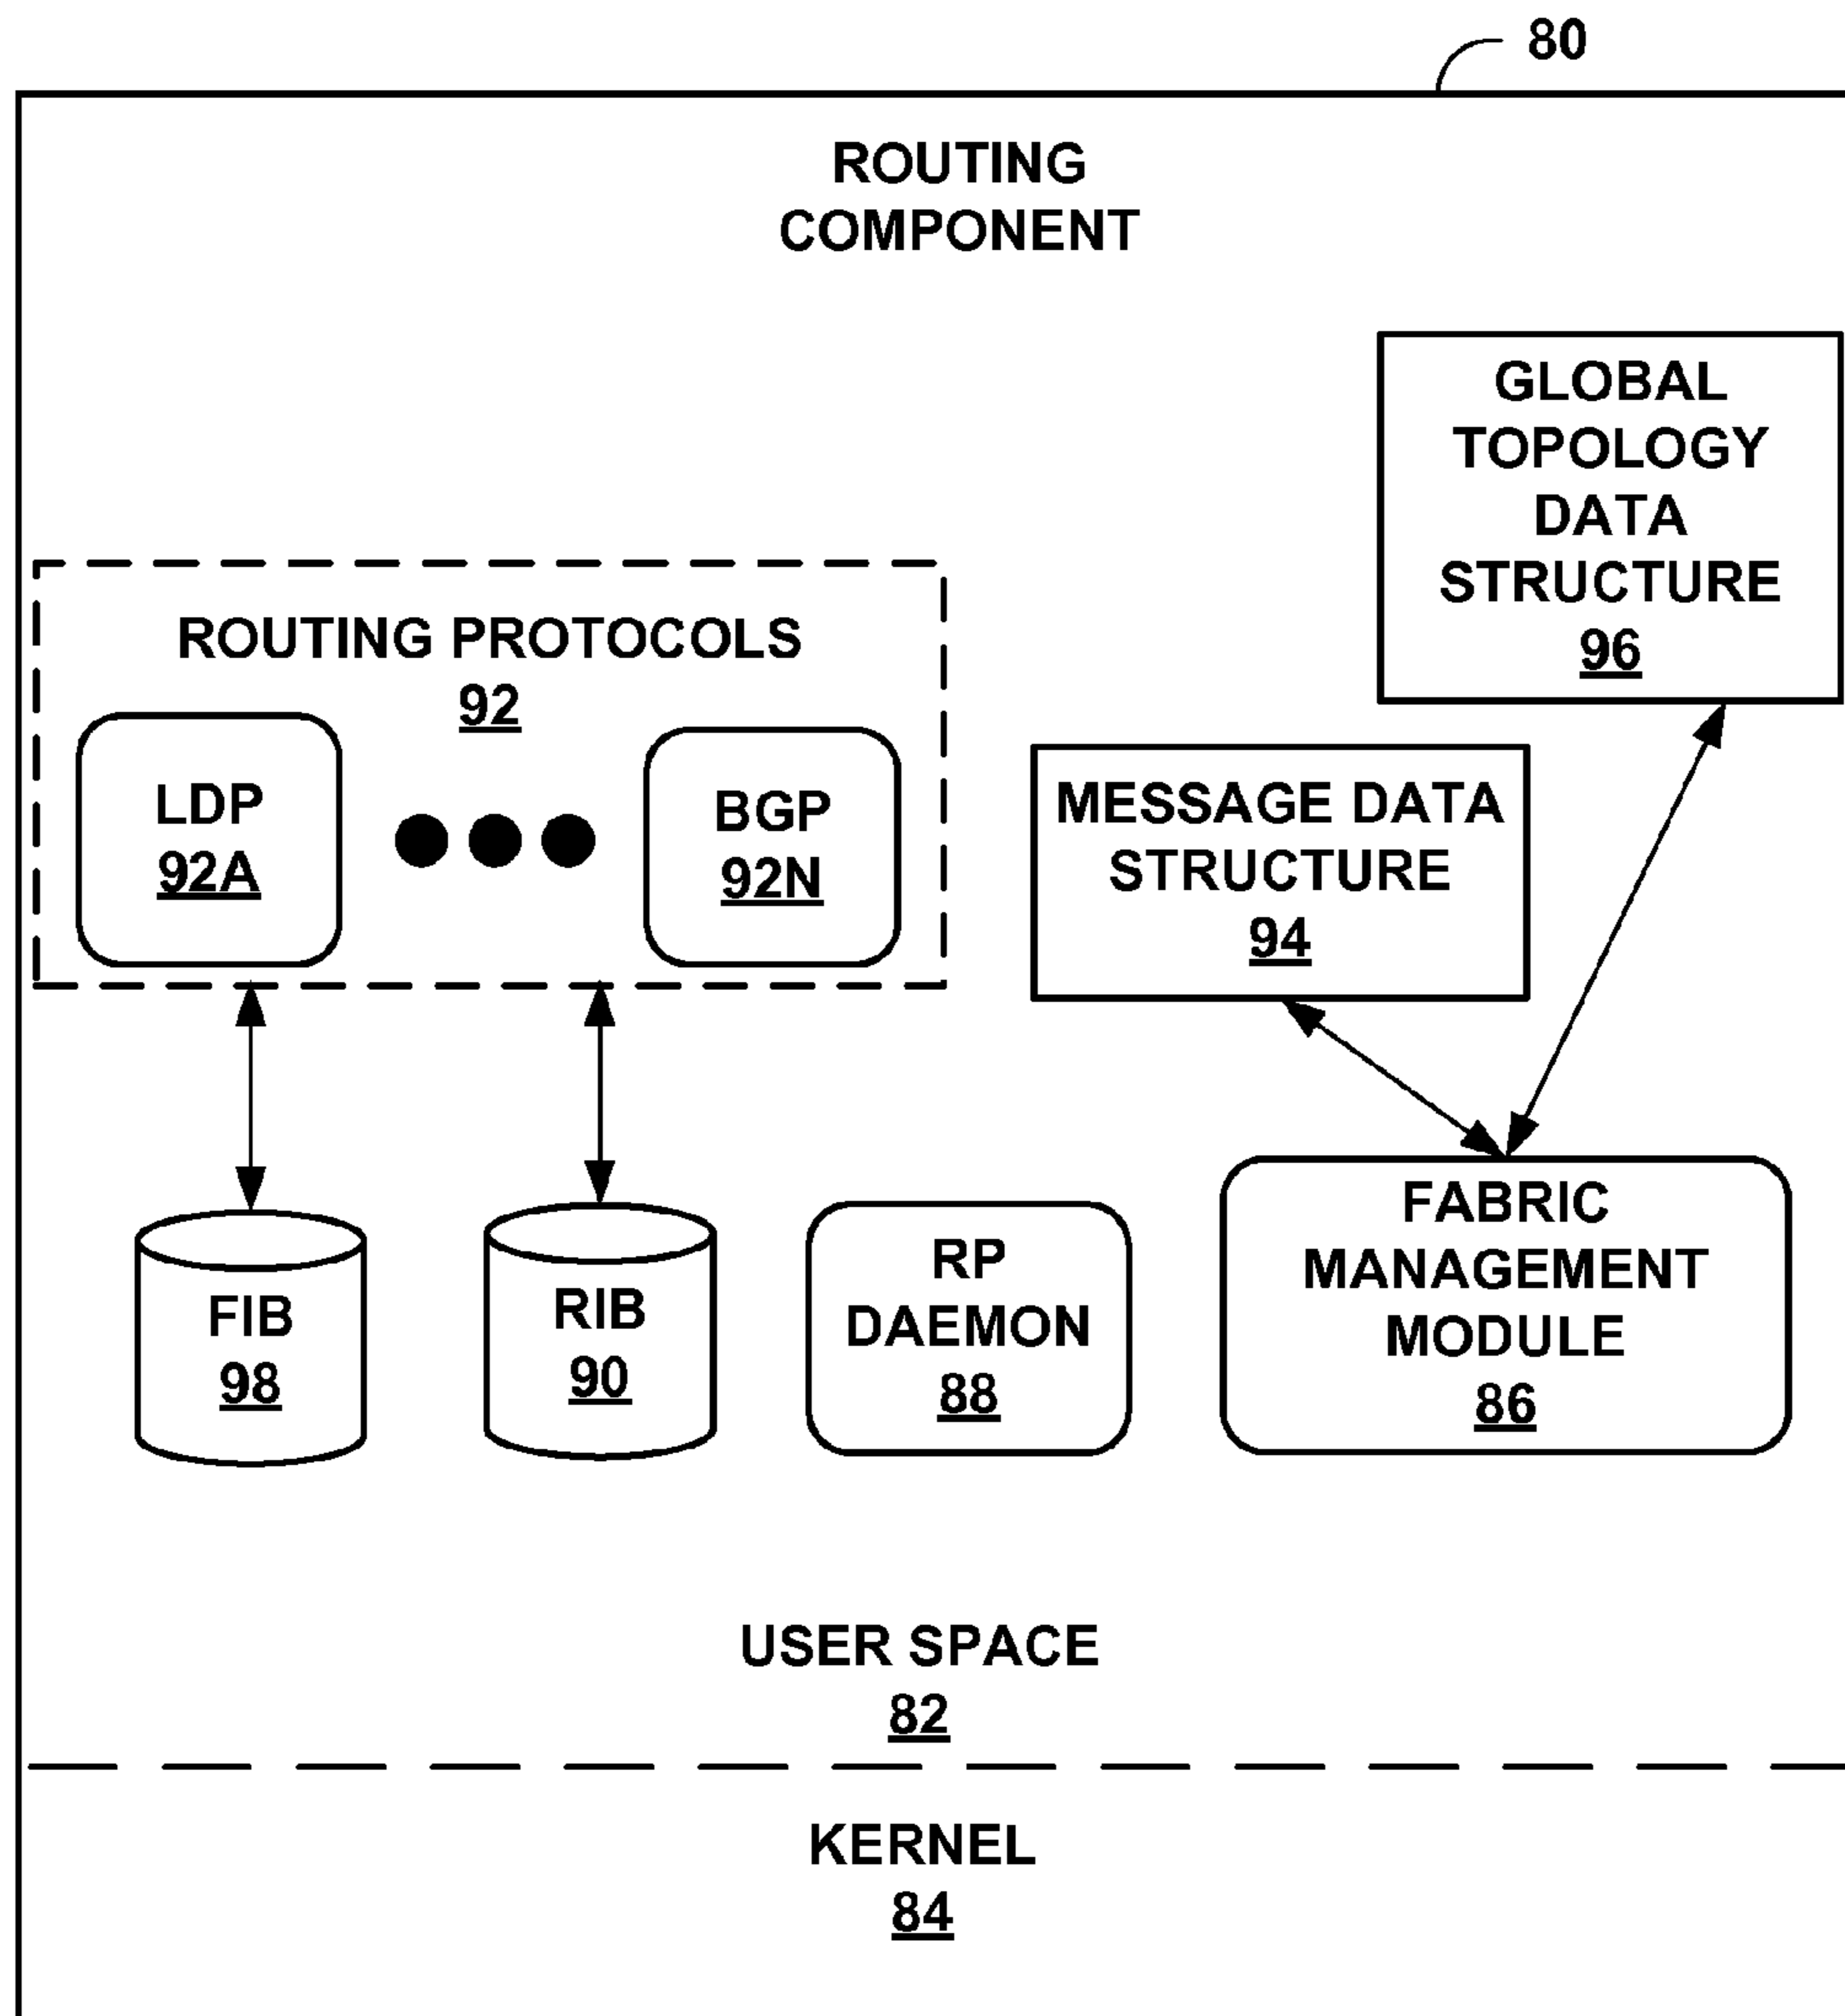 80
ROUTING
COMPONENT
GLOBAL
TOPOLOGY
DATA
STRUCTURE
96
ROUTING PROTOCOLS
92
LDP
92A
BGP
92N
MESSAGE DATA
STRUCTURE
94
FIB
98
RIB
90
RP
DAEMON
88
FABRIC
MANAGEMENT
MODULE
86
USER SPACE
82
KERNEL
84